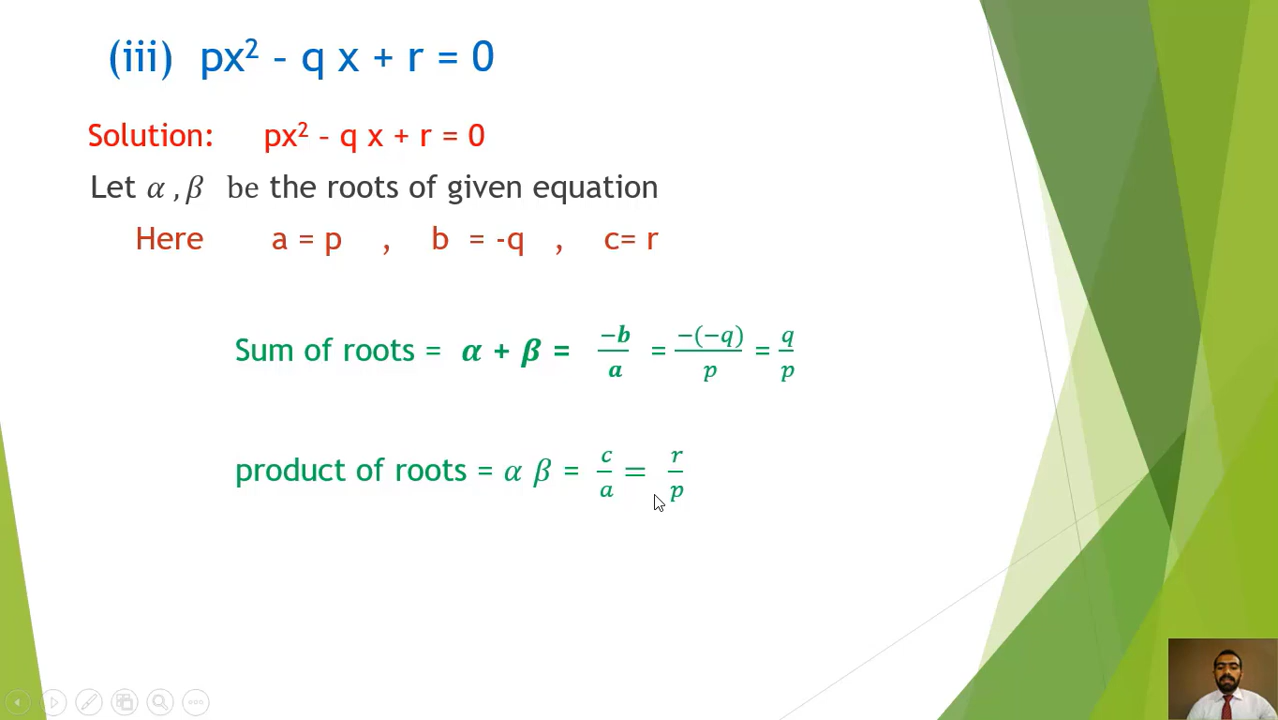 (iii) px² - q x + r = 0
Solution: px² - q x + r = 0
Let α , β be the roots of given equation
Here a = p , b = -q , c= r
Sum of roots = α + β = −b/a = −(−q)/p = q/p
product of roots = α β = c/a = r/p